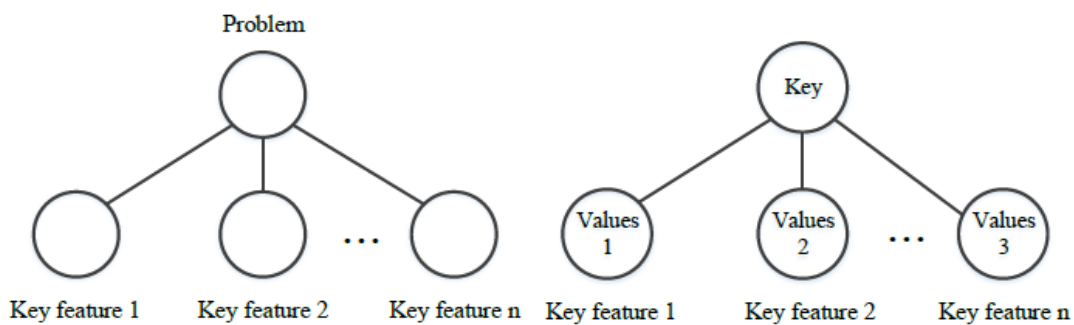 Problem
Key
Values
1
Values
2
...
Values
3
...
Key feature 1
Key feature 2
Key feature n
Key feature 1
Key feature 2
Key feature n